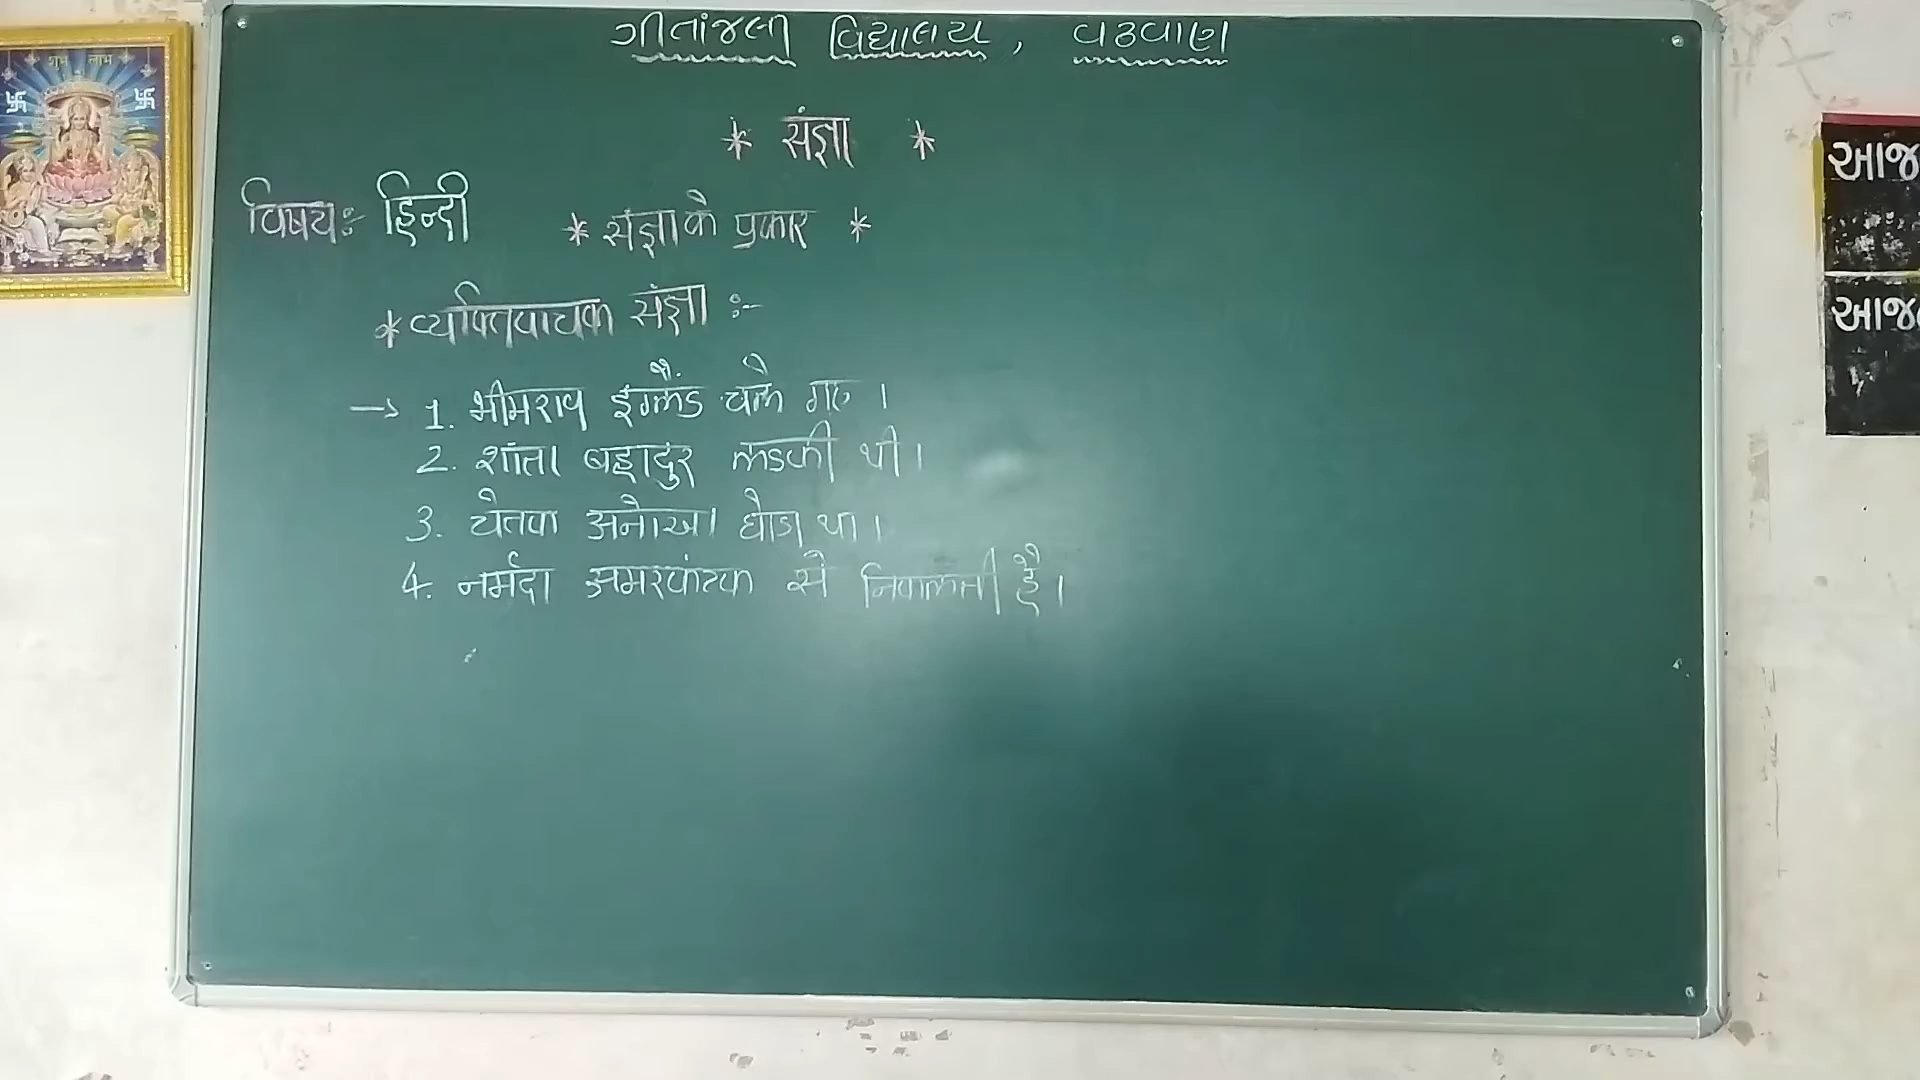 ગીતાંજલી વિદ્યાલય, વઢવાણ
* संज्ञा *
विषय:- हिन्दी
* संज्ञा के प्रकार *
* व्यक्तिवाचक संज्ञा :-
→ 1. भीमराव इंग्लैंड चले गए।
2. शांता बहादुर लडकी थी।
3. चेतक अनोखा घोडा था।
4. नर्मदा अमरकंटक से निकलती है।
शुभ लाभ
આજ
આજ